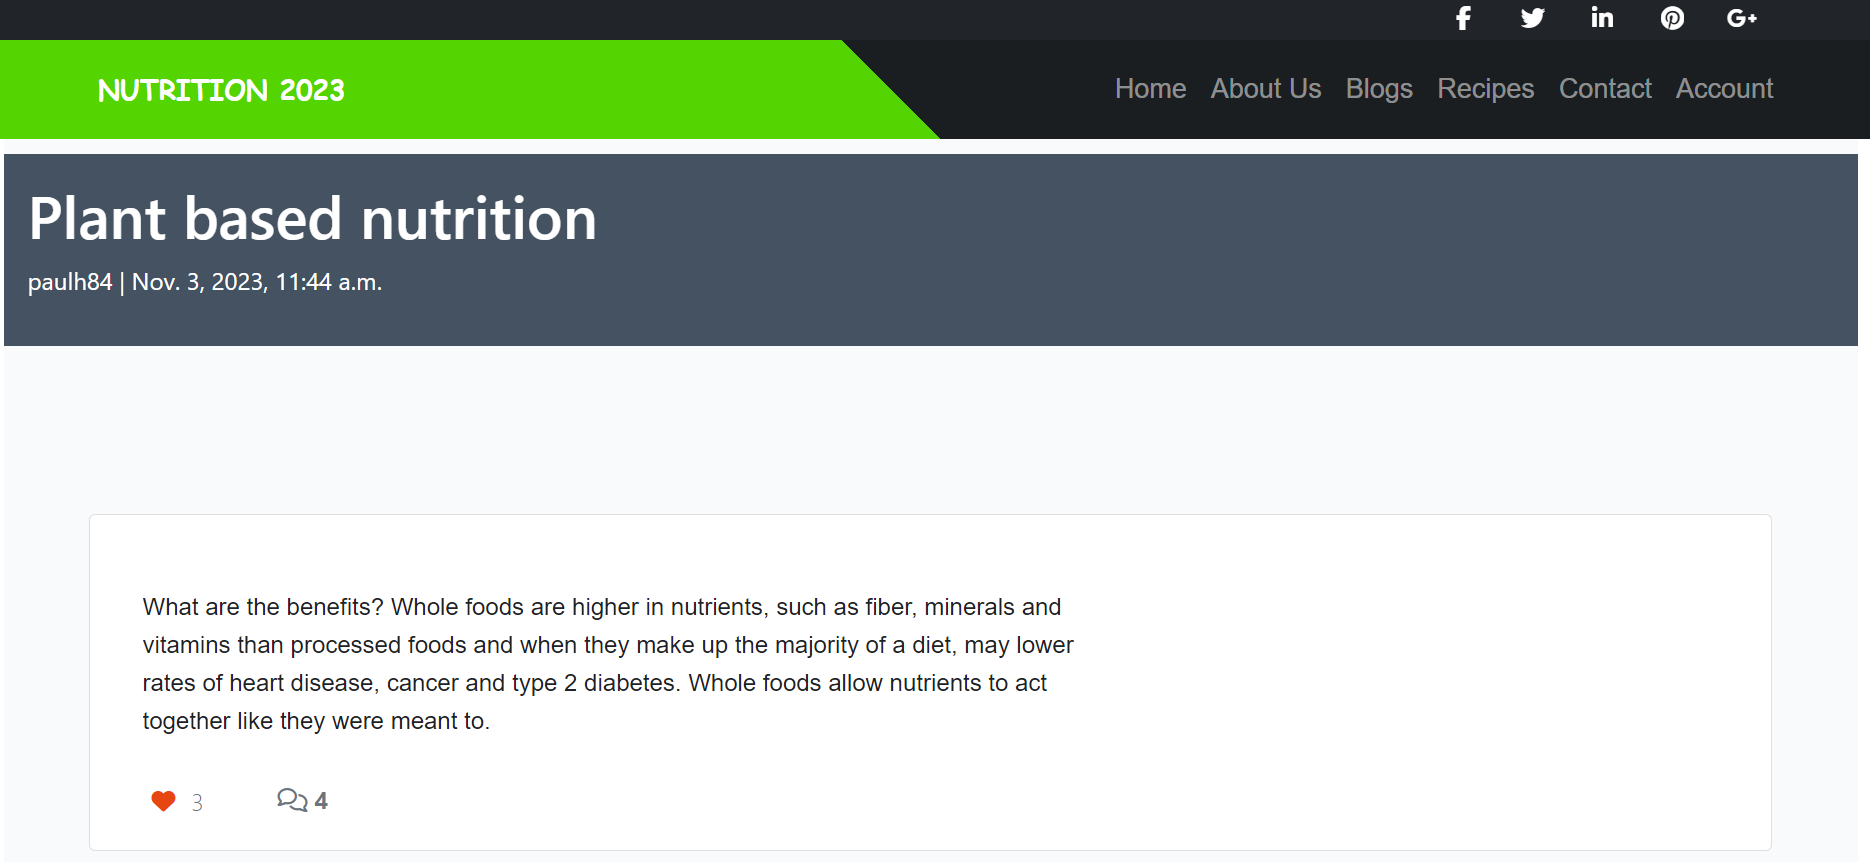 NUTRITION 2023
Home About Us Blogs Recipes Contact Account
Plant based nutrition
paulh84 | Nov. 3, 2023, 11:44 a.m.
What are the benefits? Whole foods are higher in nutrients, such as fiber, minerals and
vitamins than processed foods and when they make up the majority of a diet, may lower
rates of heart disease, cancer and type 2 diabetes. Whole foods allow nutrients to act
together like they were meant to.
3 4